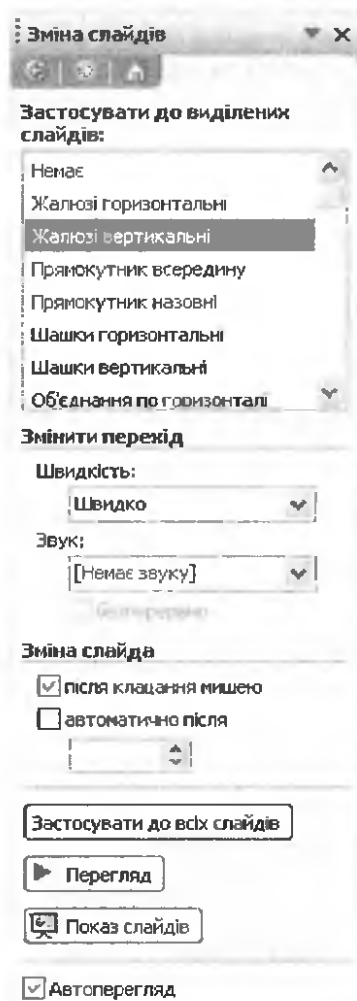 Зміна слайдів
Застосувати до виділених
слайдів:
Немає
Жалюзі горизонтальні
Жалюзі вертикальні
Прямокутник всередину
Прямокутник назовні
Шашки горизонтальні
Шашки вертикальні
Об'єднання по горизонталі
Змінити перехід
Швидкість:
Швидко
Звук:
[Немає звуку]
Зміна слайда
після клацання мишею
автоматично після
Застосувати до всіх слайдів
Перегляд
Показ слайдів
Автоперегляд